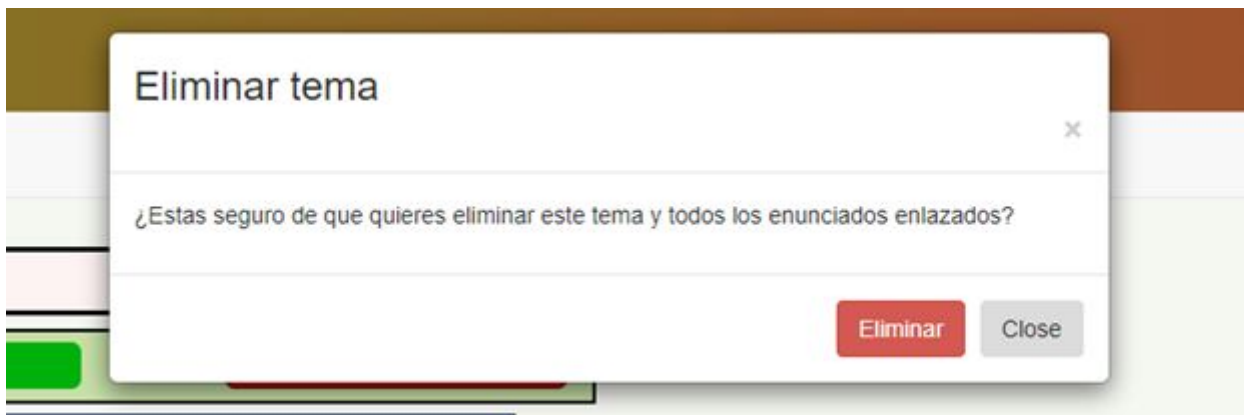 Eliminar tema
×
¿Estas seguro de que quieres eliminar este tema y todos los enunciados enlazados?
Eliminar Close